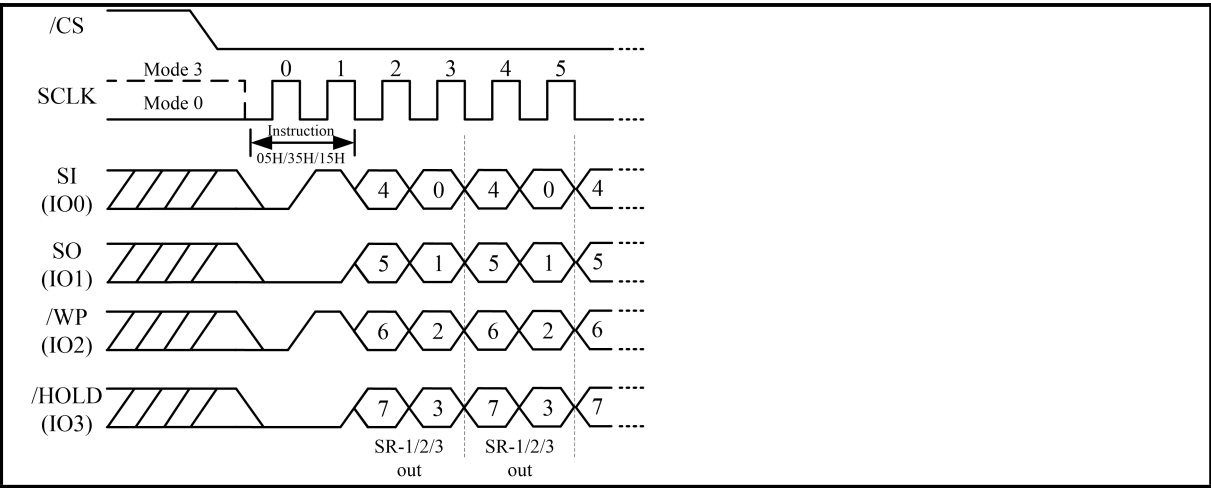 /CS
Mode 3
0 1 2 3 4 5
SCLK
Mode 0
Instruction
05H/35H/15H
SI
4 0 4 0 4
(IO0)
SO
5 1 5 1 5
(IO1)
/WP
6 2 6 2 6
(IO2)
/HOLD
7 3 7 3 7
(IO3)
SR-1/2/3 SR-1/2/3
out out